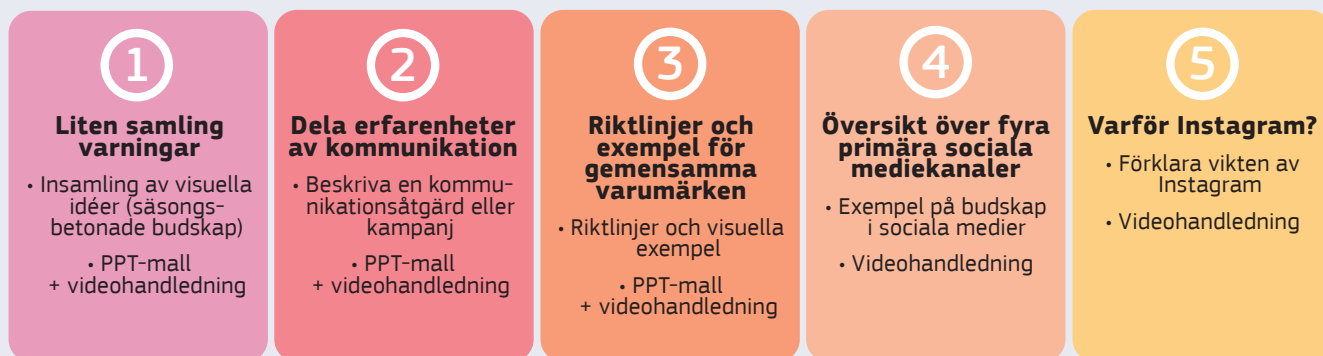 1
Liten samling
varningar
• Insamling av visuella
idéer (säsongs-
betonade budskap)
• PPT-mall
+ videohandledning
2
Dela erfarenheter
av kommunikation
• Beskriva en kommu-
nikationsåtgärd eller
kampanj
• PPT-mall
+ videohandledning
3
Riktlinjer och
exempel för
gemensamma
varumärken
• Riktlinjer och visuella
exempel
• PPT-mall
+ videohandledning
4
Översikt över fyra
primära sociala
mediekanaler
• Exempel på budskap
i sociala medier
• Videohandledning
5
Varför Instagram?
• Förklara vikten av
Instagram
• Videohandledning